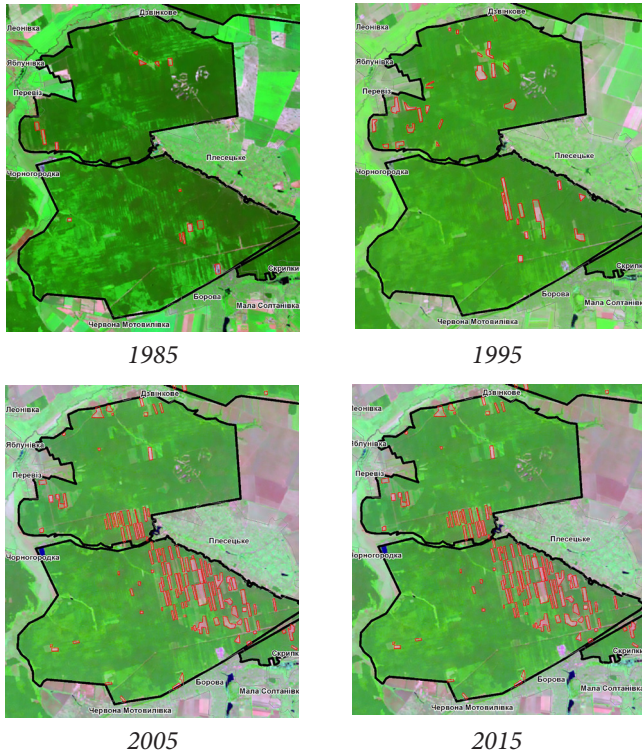 Дзвінкове
Леонівка
Яблунівка
Перевіз
Плесецьке
Чорногородка
Скрипки
Борова
Мала Солтанівка
Червона Мотовилівка
1985
Дзвінкове
Леонівка
Яблунівка
Перевіз
Плесецьке
Чорногородка
Скрипки
Борова
Мала Солтанівка
Червона Мотовилівка
1995
Дзвінкове
Леонівка
Яблунівка
Перевіз
Плесецьке
Чорногородка
Скрипки
Борова
Мала Солтанівка
Червона Мотовилівка
2005
Дзвінкове
Леонівка
Яблунівка
Перевіз
Плесецьке
Чорногородка
Скрипки
Борова
Мала Солтанівка
Червона Мотовилівка
2015